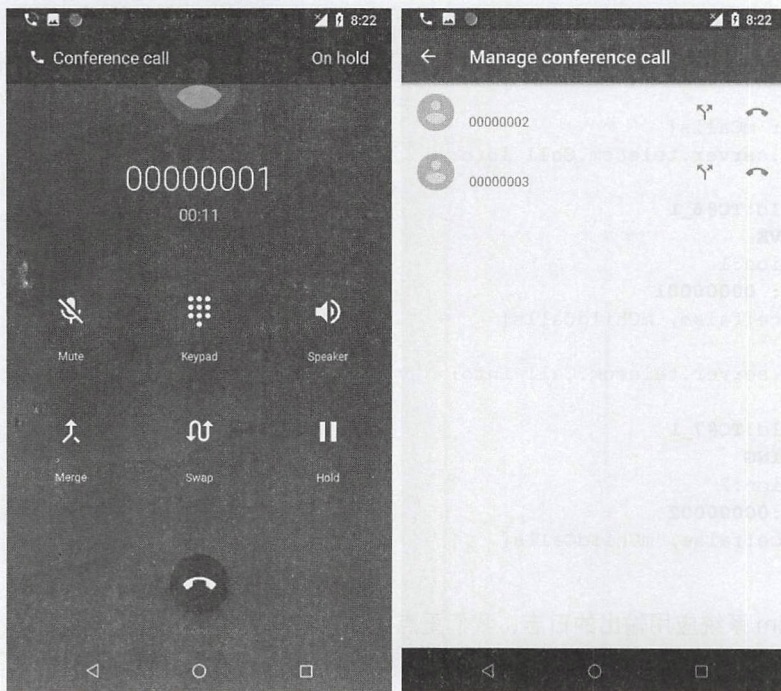 8:22
Conference call On hold
00000001
00:11
Mute Keypad Speaker
Merge Swap Hold
8:22
Manage conference call
00000002
00000003